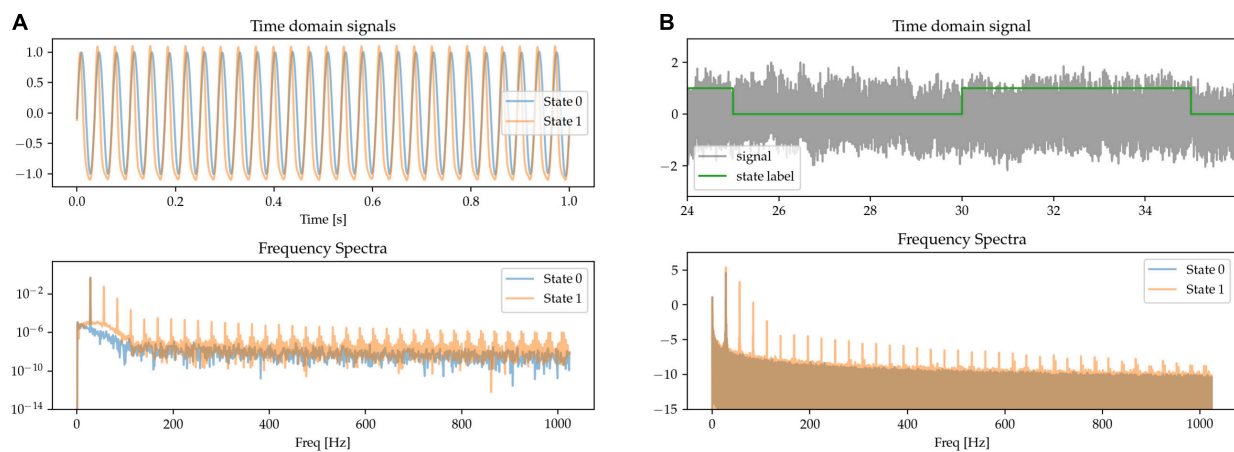 A
Time domain signals
1.0
0.5
0.0
−0.5
−1.0
State 0
State 1
0.0 0.2 0.4 0.6 0.8 1.0
Time [s]
Frequency Spectra
10⁻²
10⁻⁶
10⁻¹⁰
10⁻¹⁴
State 0
State 1
0 200 400 600 800 1000
Freq [Hz]
B
Time domain signal
2
0
−2
signal
state label
24 26 28 30 32 34
Frequency Spectra
5
0
−5
−10
−15
State 0
State 1
0 200 400 600 800 1000
Freq [Hz]